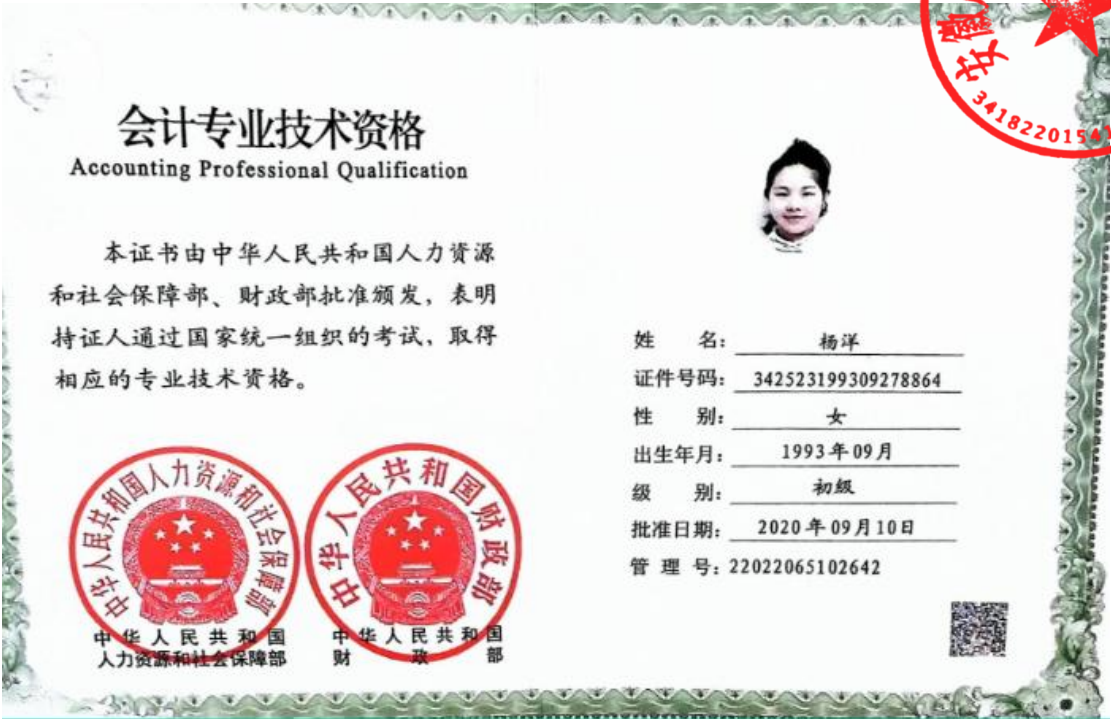 会计专业技术资格
Accounting Professional Qualification
本证书由中华人民共和国人力资源
和社会保障部、财政部批准颁发，表明
持证人通过国家统一组织的考试，取得
相应的专业技术资格。
中华人民共和国人力资源和社会保障部
中华人民共和国
人力资源和社会保障部
中华人民共和国财政部
中华人民共和国
财政部
安徽
3418220154
姓名：杨洋
证件号码：342523199309278864
性别：女
出生年月：1993年09月
级别：初级
批准日期：2020年09月10日
管理号：22022065102642